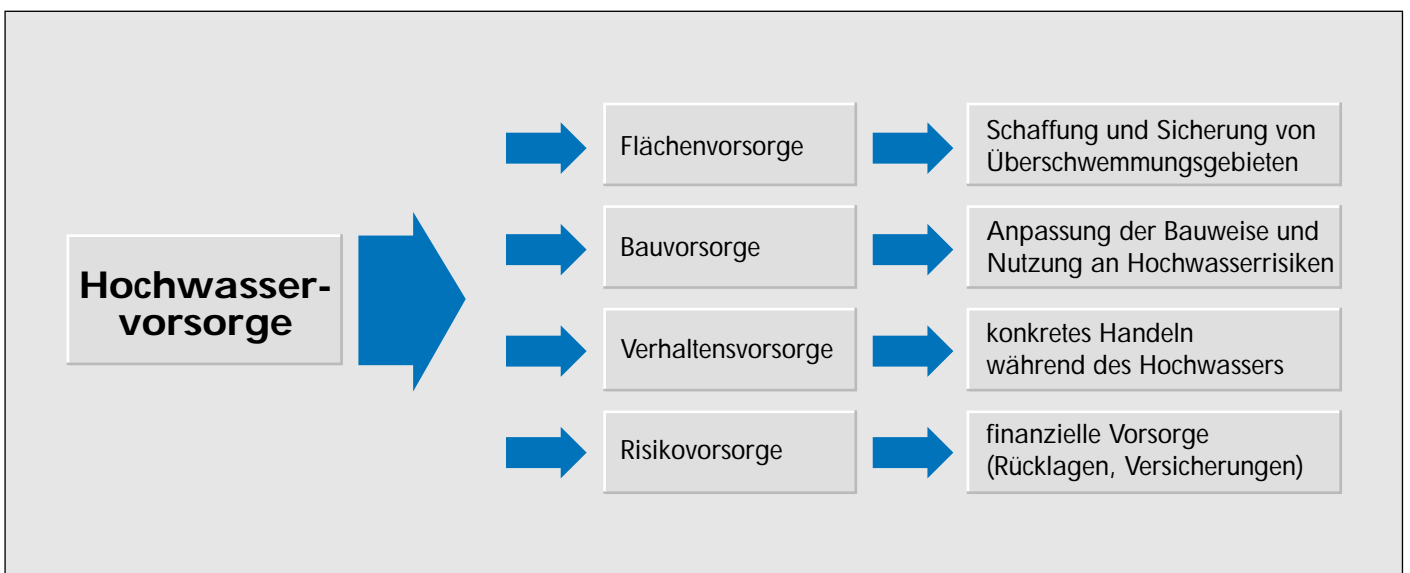 Hochwasser-
vorsorge
Flächenvorsorge
Schaffung und Sicherung von
Überschwemmungsgebieten
Bauvorsorge
Anpassung der Bauweise und
Nutzung an Hochwasserrisiken
Verhaltensvorsorge
konkretes Handeln
während des Hochwassers
Risikovorsorge
finanzielle Vorsorge
(Rücklagen, Versicherungen)